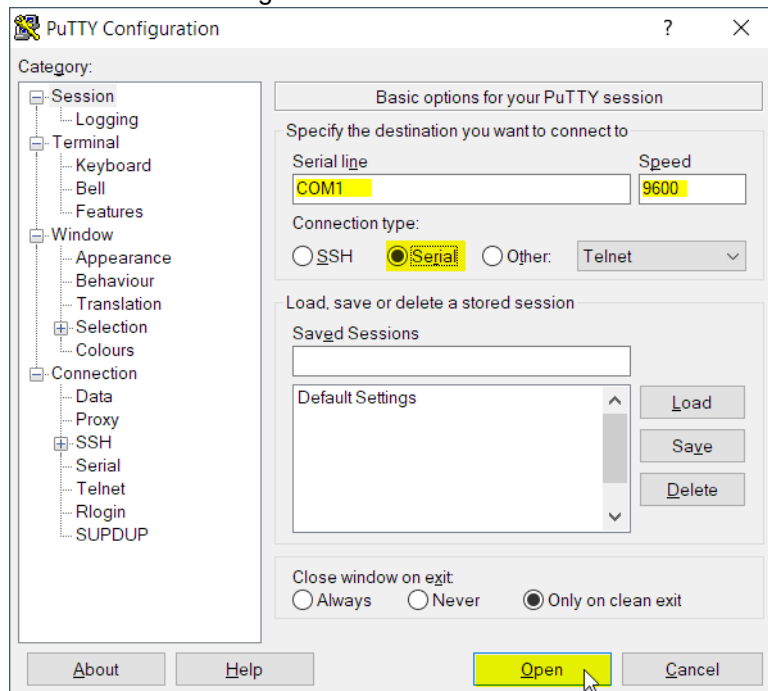 PuTTY Configuration ? ×
Category:
Session
Logging
Terminal
Keyboard
Bell
Features
Window
Appearance
Behaviour
Translation
Selection
Colours
Connection
Data
Proxy
SSH
Serial
Telnet
Rlogin
SUPDUP
Basic options for your PuTTY session
Specify the destination you want to connect to
Serial line Speed
COM1 9600
Connection type:
SSH Serial Other: Telnet
Load, save or delete a stored session
Saved Sessions
Default Settings
Load
Save
Delete
Close window on exit:
Always Never Only on clean exit
About Help Open Cancel